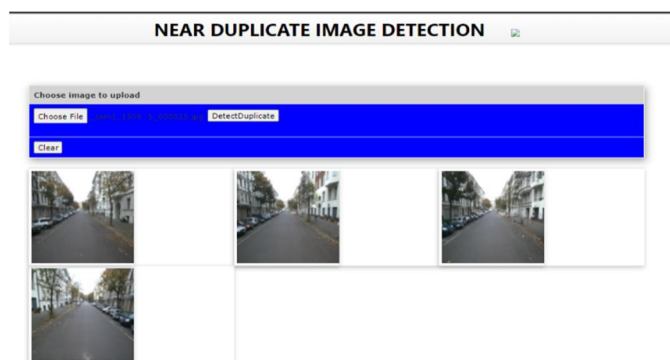 NEAR DUPLICATE IMAGE DETECTION
Choose image to upload
Choose File DetectDuplicate
Clear